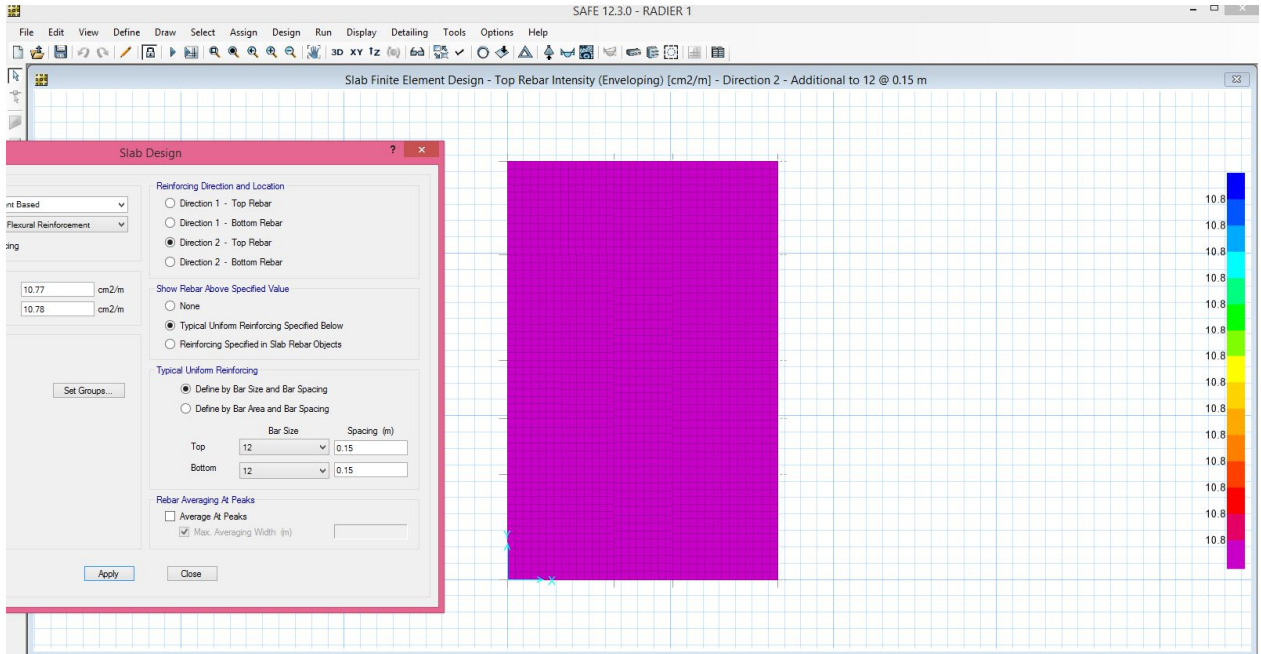 SAFE 12.3.0 - RADIER 1
File Edit View Define Draw Select Assign Design Run Display Detailing Tools Options Help
3D XY 1Z
Slab Finite Element Design - Top Rebar Intensity (Enveloping) [cm2/m] - Direction 2 - Additional to 12 @ 0.15 m
Slab Design
?
Reinforcing Direction and Location
Direction 1 - Top Rebar
Direction 1 - Bottom Rebar
Direction 2 - Top Rebar
Direction 2 - Bottom Rebar
ent Based
Flexural Reinforcement
cing
10.77 cm2/m
10.78 cm2/m
Show Rebar Above Specified Value
None
Typical Uniform Reinforcing Specified Below
Reinforcing Specified in Slab Rebar Objects
Set Groups...
Typical Uniform Reinforcing
Define by Bar Size and Bar Spacing
Define by Bar Area and Bar Spacing
Bar Size Spacing (m)
Top 12 0.15
Bottom 12 0.15
Rebar Averaging At Peaks
Average At Peaks
Max. Averaging Width (m)
Apply Close
Y
X
10.8
10.8
10.8
10.8
10.8
10.8
10.8
10.8
10.8
10.8
10.8
10.8
10.8
10.8